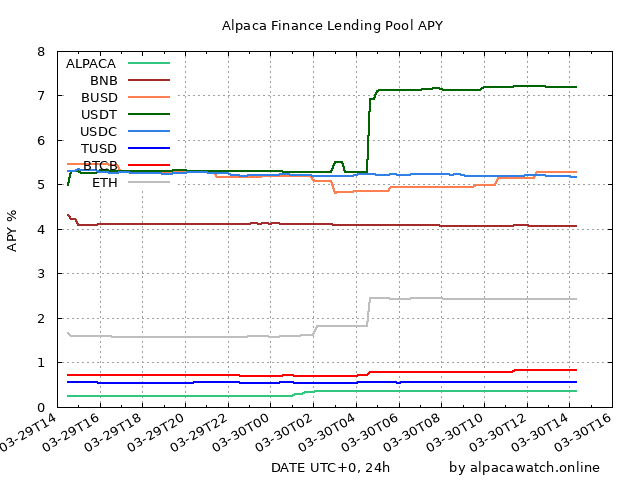 Alpaca Finance Lending Pool APY
8
7
6
5
4
3
2
1
0
APY %
ALPACA
BNB
BUSD
USDT
USDC
TUSD
BTCB
ETH
03-29T14
03-29T16
03-29T18
03-29T20
03-29T22
03-30T00
03-30T02
03-30T04
03-30T06
03-30T08
03-30T10
03-30T12
03-30T14
03-30T16
DATE UTC+0, 24h
by alpacawatch.online